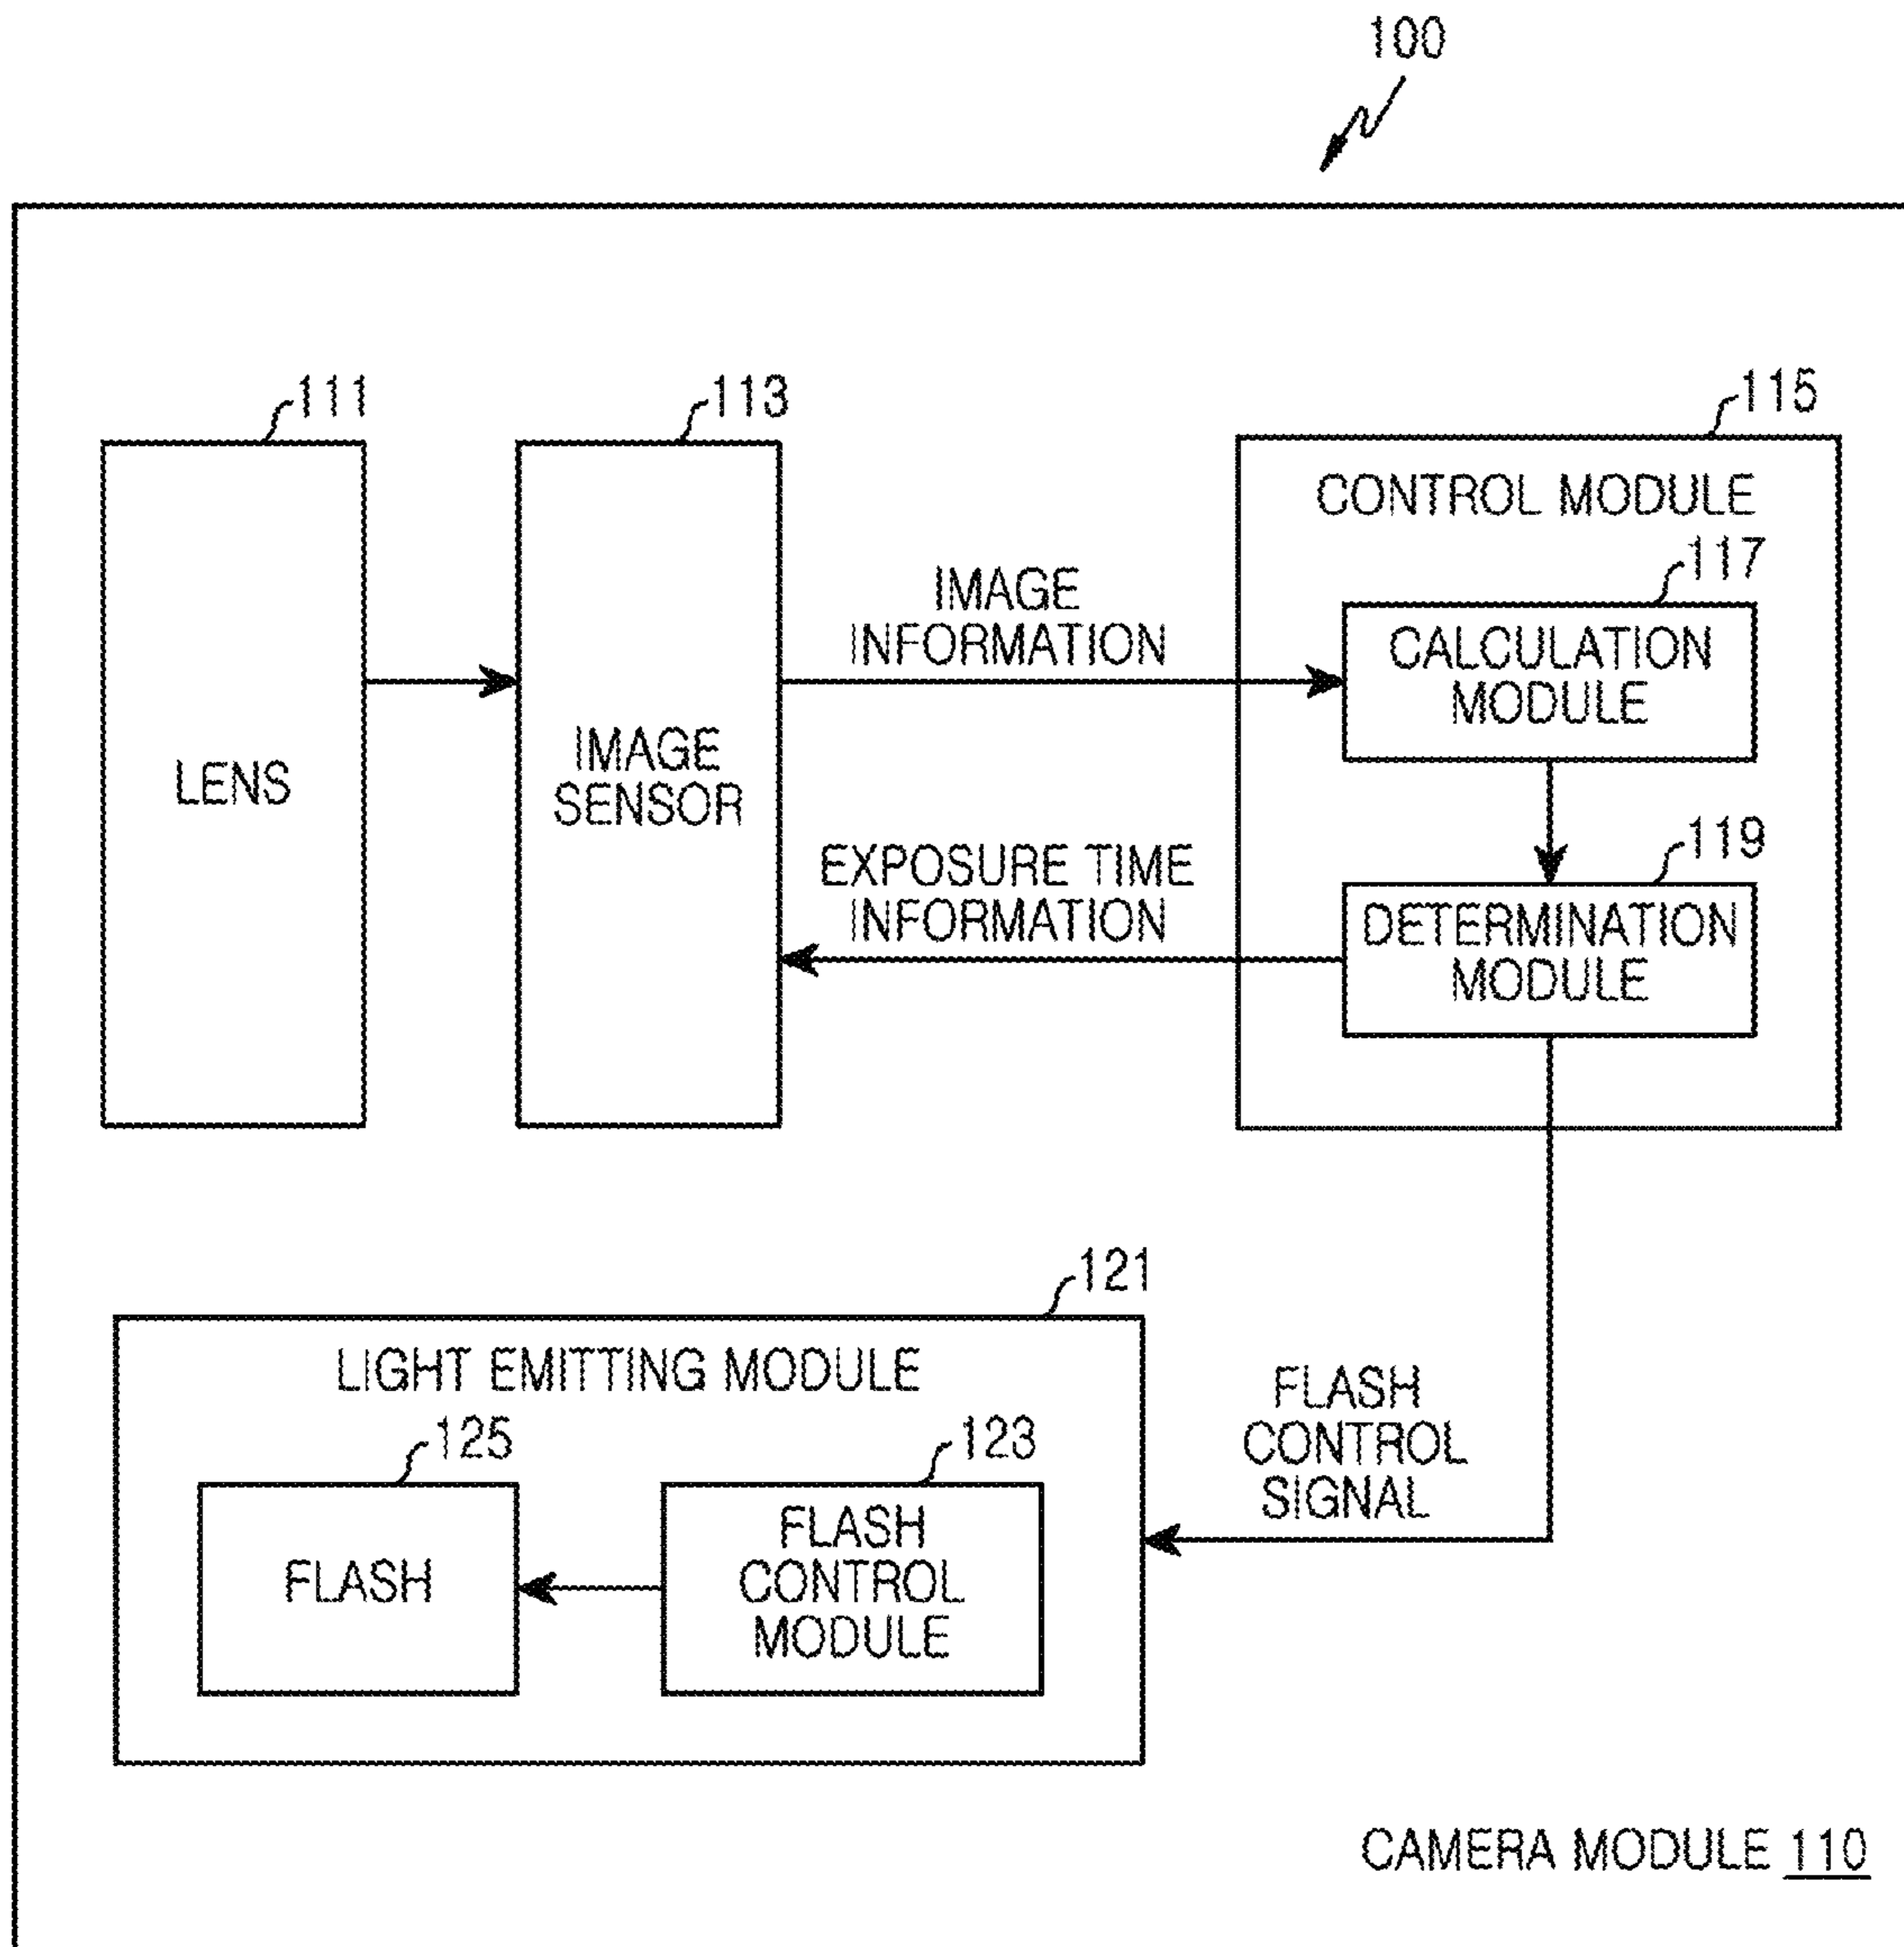 100
111
113
115
CONTROL MODULE
117
IMAGE
INFORMATION
CALCULATION
MODULE
LENS
IMAGE
SENSOR
119
EXPOSURE TIME
INFORMATION
DETERMINATION
MODULE
121
LIGHT EMITTING MODULE
FLASH
CONTROL
SIGNAL
125
123
FLASH
FLASH
CONTROL
MODULE
CAMERA MODULE 110